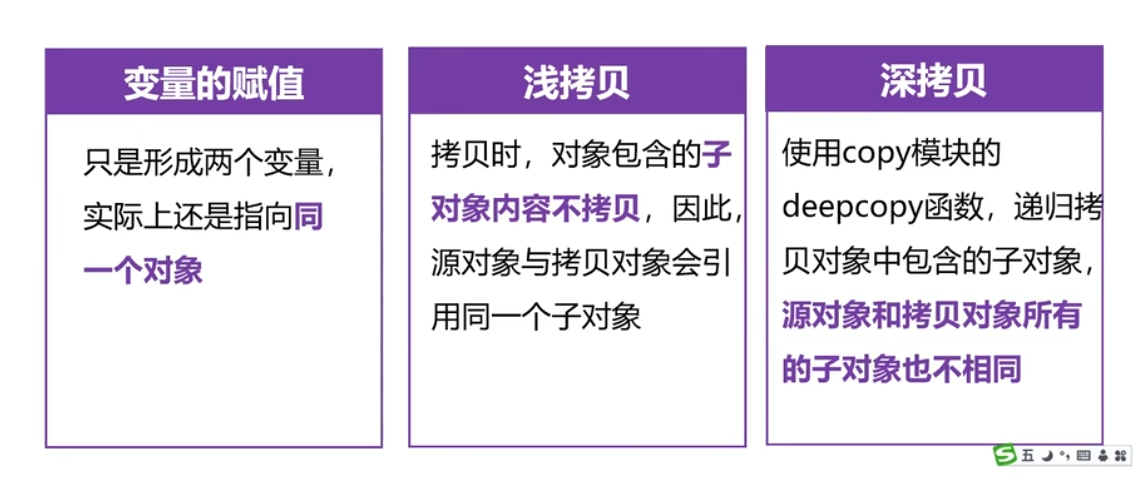 变量的赋值
只是形成两个变量，
实际上还是指向同
一个对象
浅拷贝
拷贝时，对象包含的子
对象内容不拷贝，因此，
源对象与拷贝对象会引
用同一个子对象
深拷贝
使用copy模块的
deepcopy函数，递归拷
贝对象中包含的子对象，
源对象和拷贝对象所有
的子对象也不相同
S 五